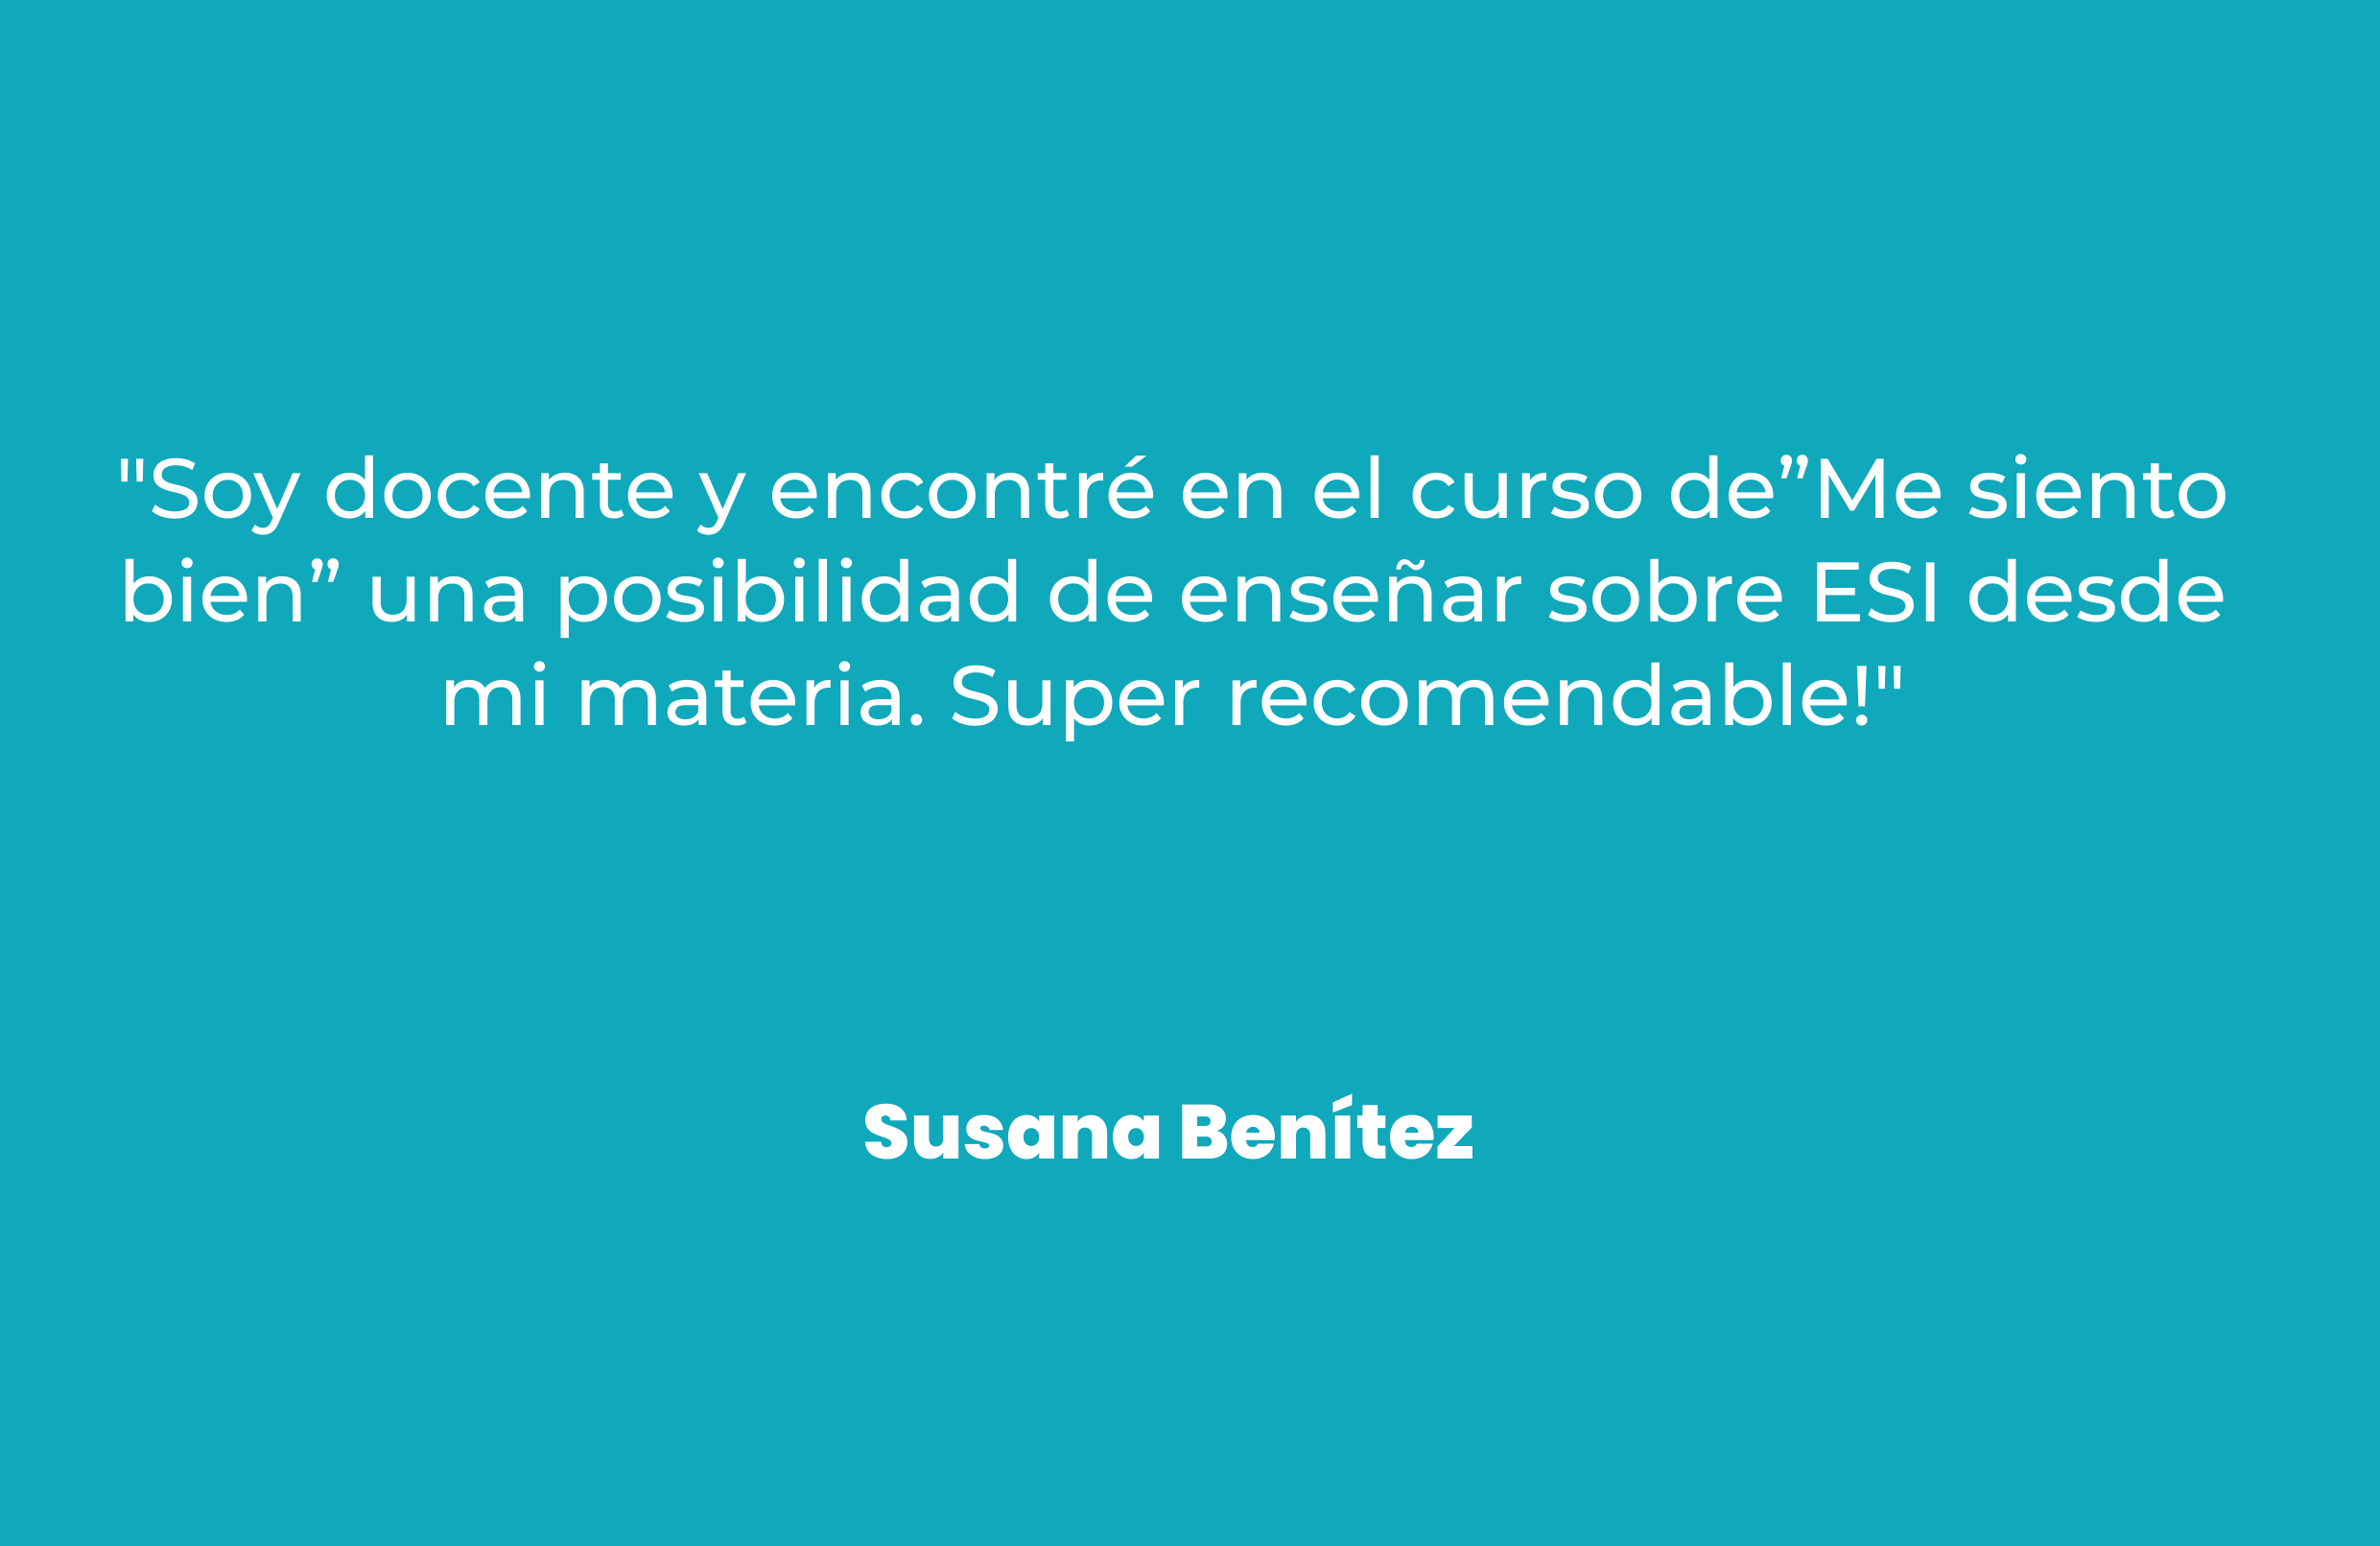 "Soy docente y encontré en el curso de”Me siento
bien” una posibilidad de enseñar sobre ESI desde
mi materia. Super recomendable!"
Susana Benítez